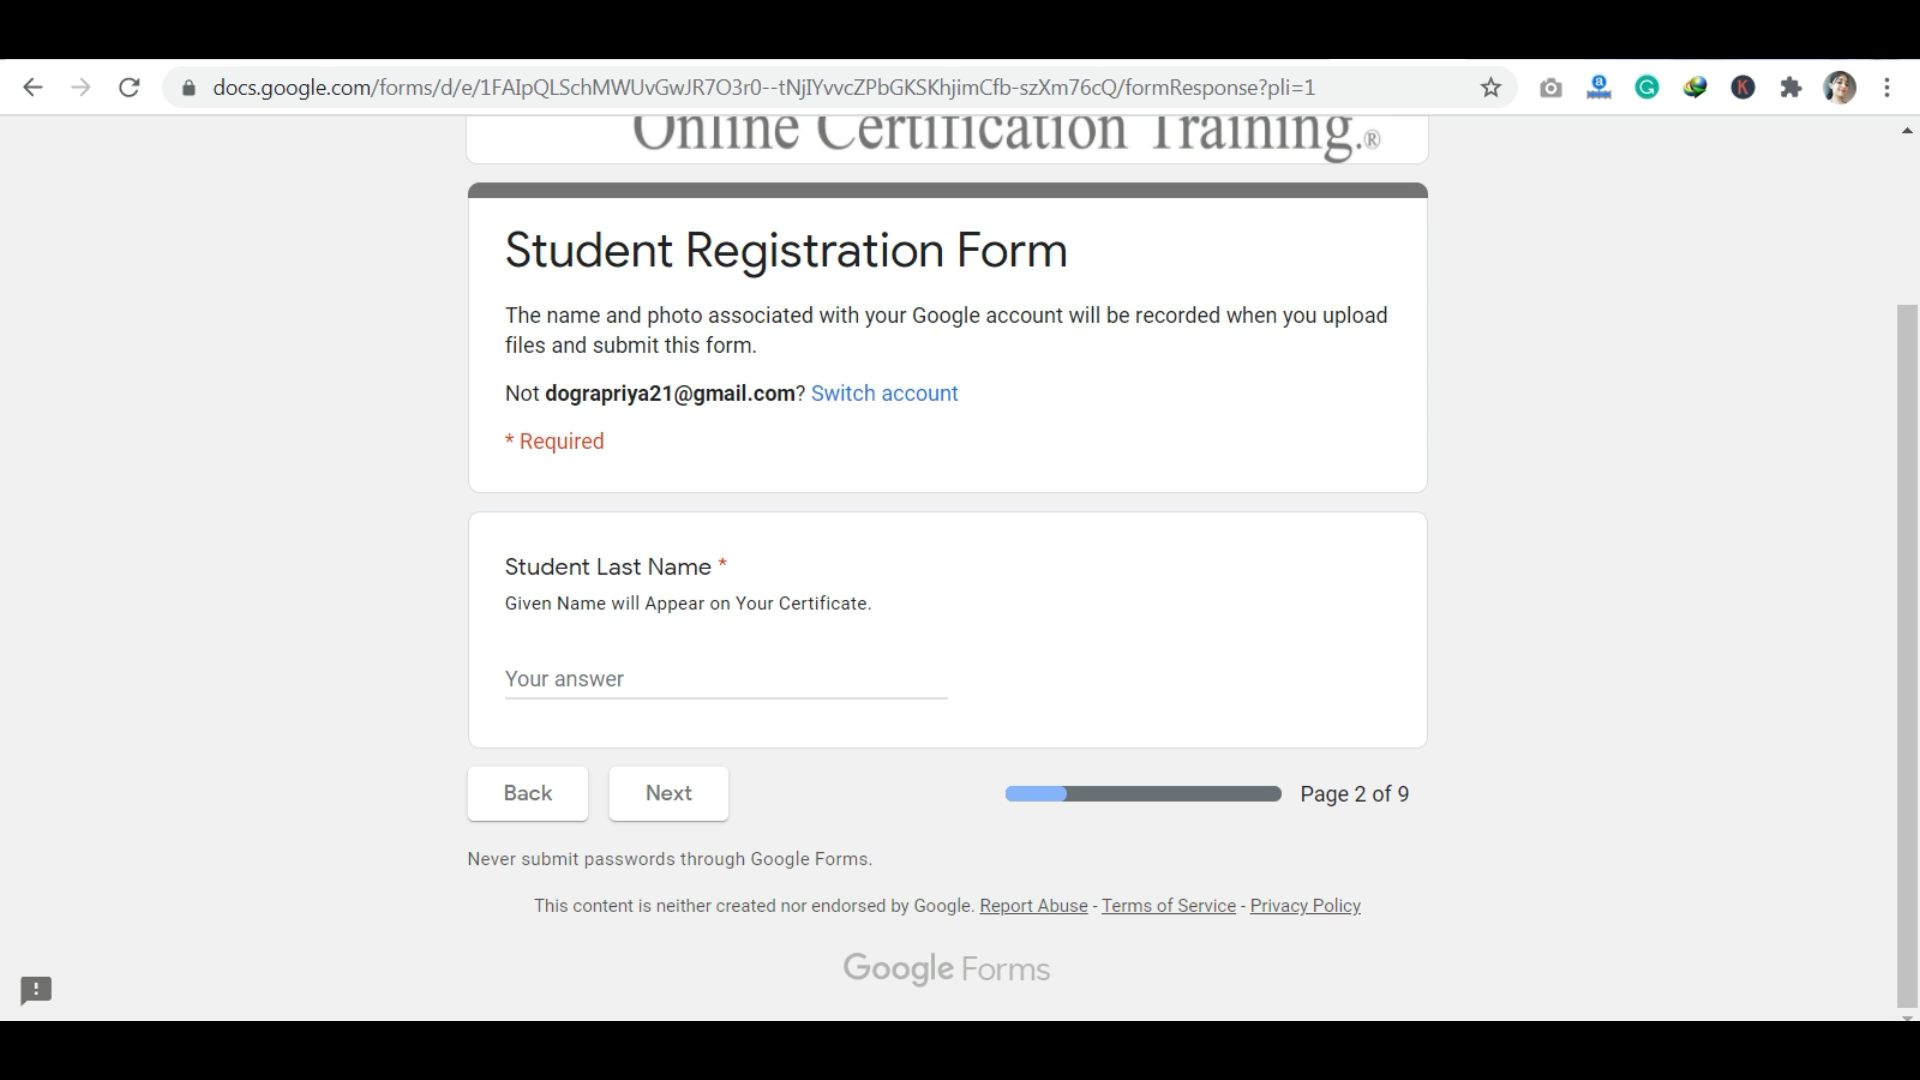 docs.google.com/forms/d/e/1FAIpQLSchMWUvGwJR7O3r0--tNjIYvvcZPbGKSKhjimCfb-szXm76cQ/formResponse?pli=1
Online Certification Training.®
Student Registration Form
The name and photo associated with your Google account will be recorded when you upload
files and submit this form.
Not dograpriya21@gmail.com? Switch account
* Required
Student Last Name *
Given Name will Appear on Your Certificate.
Your answer
Back Next Page 2 of 9
Never submit passwords through Google Forms.
This content is neither created nor endorsed by Google. Report Abuse - Terms of Service - Privacy Policy
Google Forms